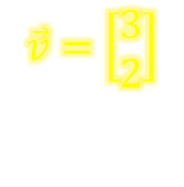 v⃗ = [3
2]